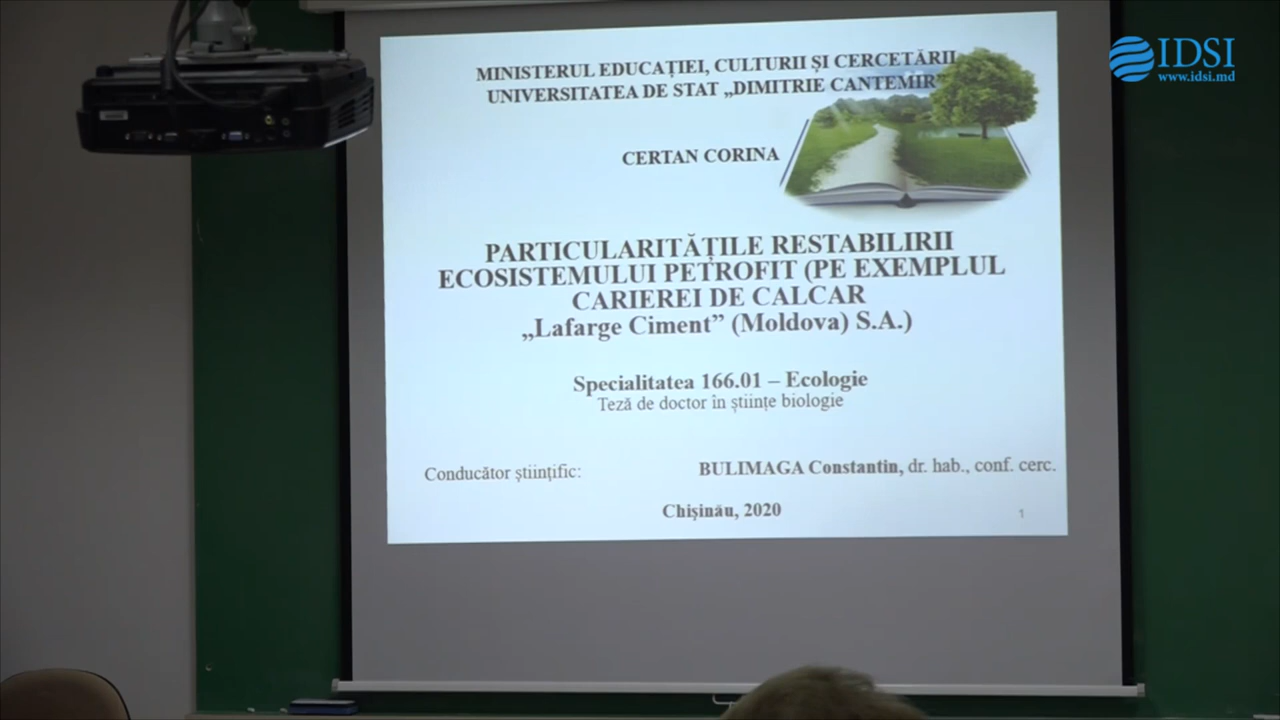 IDSI
www.idsi.md
MINISTERUL EDUCAȚIEI, CULTURII ȘI CERCETĂRII
UNIVERSITATEA DE STAT „DIMITRIE CANTEMIR”
CERTAN CORINA
PARTICULARITĂȚILE RESTABILIRII
ECOSISTEMULUI PETROFIT (PE EXEMPLUL
CARIEREI DE CALCAR
„Lafarge Ciment” (Moldova) S.A.)
Specialitatea 166.01 – Ecologie
Teză de doctor în științe biologie
Conducător științific: BULIMAGA Constantin, dr. hab., conf. cerc.
Chișinău, 2020
1